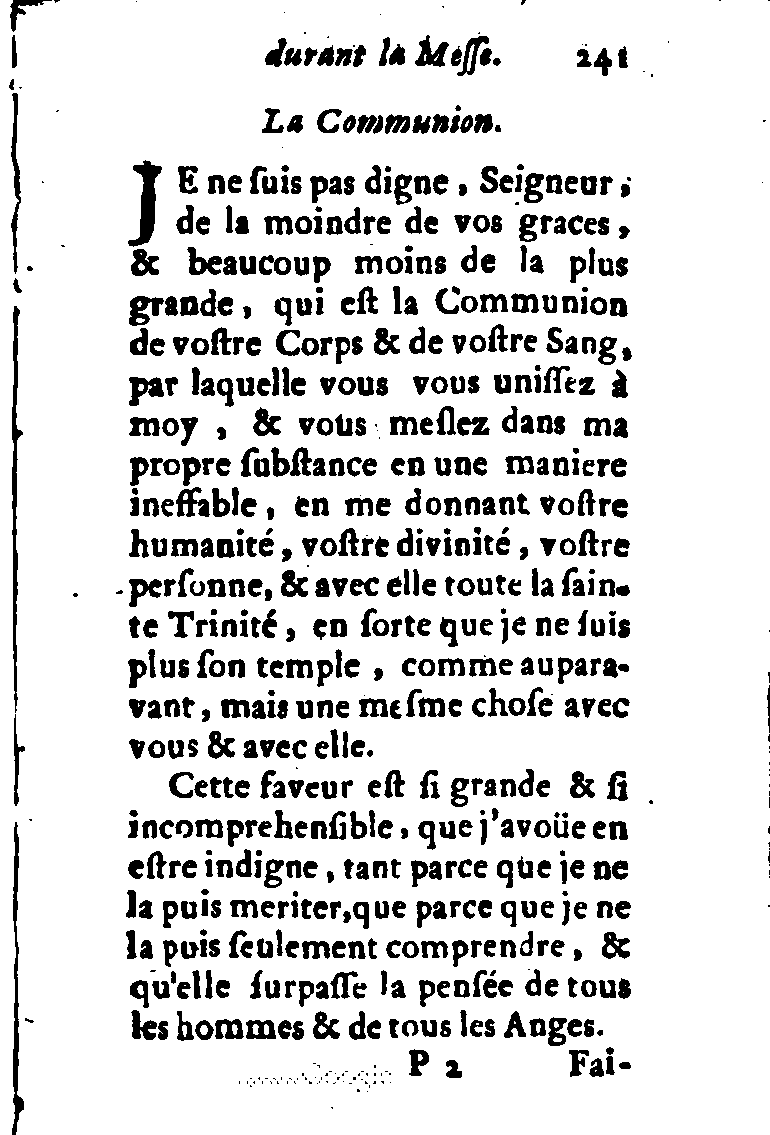 durant la Meſſe. 241
La Communion.
JE ne ſuis pas digne, Seigneur,
de la moindre de vos graces,
& beaucoup moins de la plus
grande, qui eſt la Communion
de voſtre Corps & de voſtre Sang,
par laquelle vous vous uniſſez à
moy, & vous meſlez dans ma
propre ſubſtance en une maniere
ineffable, en me donnant voſtre
humanité, voſtre divinité, voſtre
perſonne, & avec elle toute la ſain-
te Trinité, en ſorte que je ne ſuis
plus ſon temple, comme aupara-
vant, mais une meſme choſe avec
vous & avec elle.
Cette faveur eſt ſi grande & ſi
incomprehenſible, que j'avoüe en
eſtre indigne, tant parce que je ne
la puis meriter, que parce que je ne
la puis ſeulement comprendre, &
qu'elle ſurpaſſe la penſée de tous
les hommes & de tous les Anges.
P 2 Fai-
Google